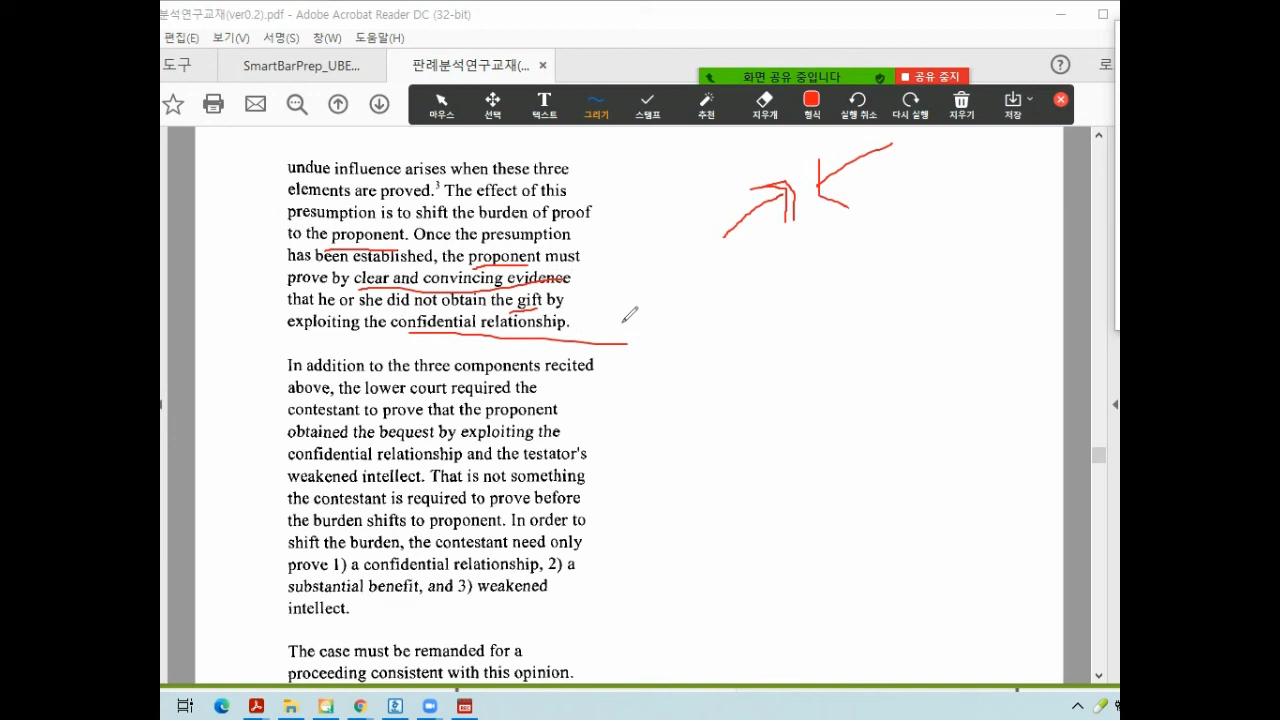 분석연구교재(ver0.2).pdf - Adobe Acrobat Reader DC (32-bit)
편집(E) 보기(V) 서명(S) 창(W) 도움말(H)
도구 SmartBarPrep_UBE... 판례분석연구교재(... × 로
화면 공유 중입니다 공유 중지
마우스 선택 텍스트 그리기 스탬프 추천 지우개 형식 실행 취소 다시 실행 지우기 저장
undue influence arises when these three
elements are proved.3 The effect of this
presumption is to shift the burden of proof
to the proponent. Once the presumption
has been established, the proponent must
prove by clear and convincing evidence
that he or she did not obtain the gift by
exploiting the confidential relationship.
In addition to the three components recited
above, the lower court required the
contestant to prove that the proponent
obtained the bequest by exploiting the
confidential relationship and the testator's
weakened intellect. That is not something
the contestant is required to prove before
the burden shifts to proponent. In order to
shift the burden, the contestant need only
prove 1) a confidential relationship, 2) a
substantial benefit, and 3) weakened
intellect.
The case must be remanded for a
proceeding consistent with this opinion.